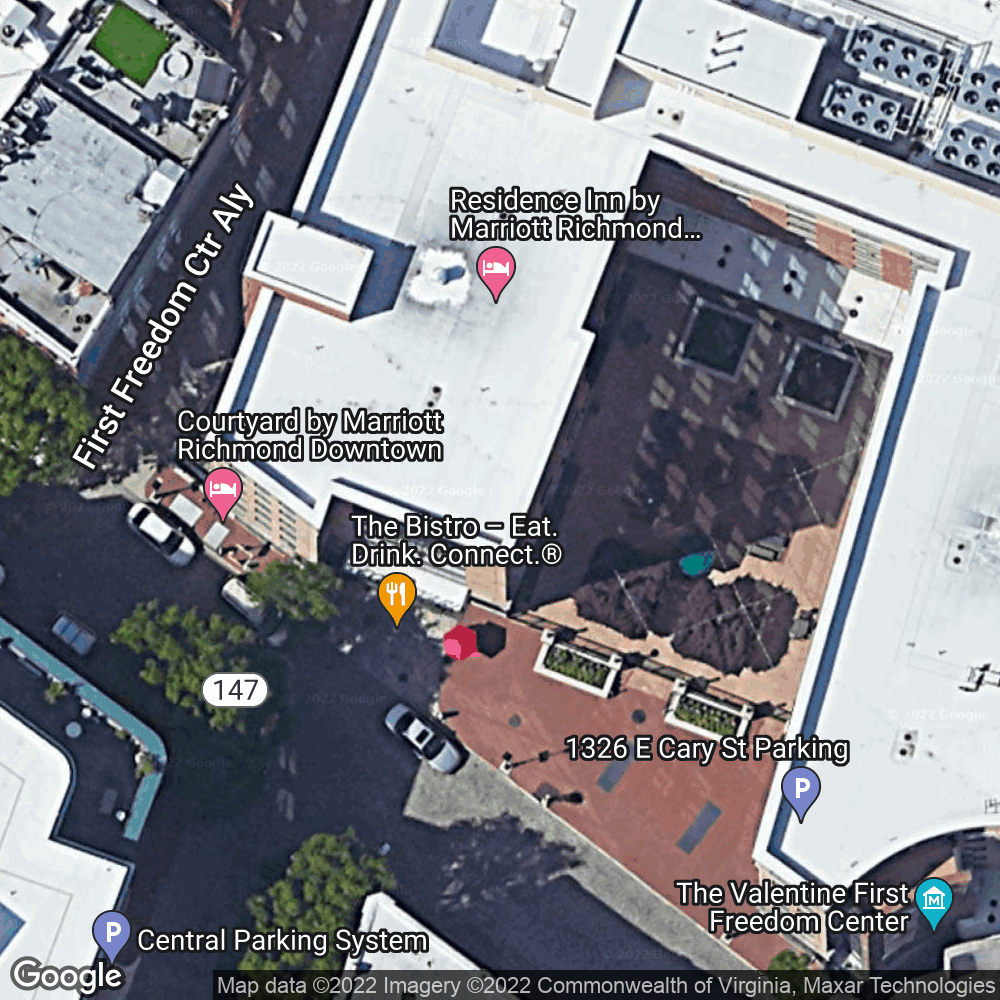 Residence Inn by
Marriott Richmond...
First Freedom Ctr Aly
Courtyard by Marriott
Richmond Downtown
The Bistro – Eat.
Drink. Connect.®
147
1326 E Cary St Parking
P
The Valentine First
Freedom Center
M
P
Central Parking System
Google
Map data ©2022 Imagery ©2022 Commonwealth of Virginia, Maxar Technologies